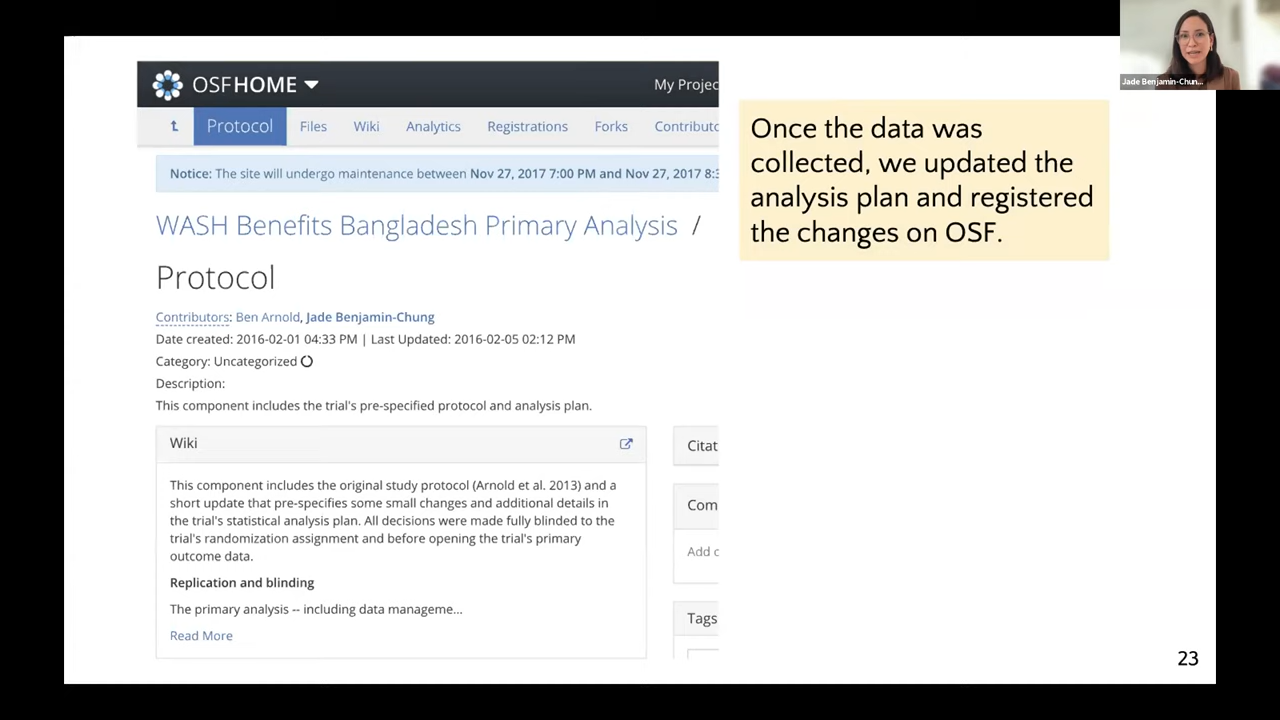 OSFHOME
My Projec
Protocol Files Wiki Analytics Registrations Forks Contributo
Notice: The site will undergo maintenance between Nov 27, 2017 7:00 PM and Nov 27, 2017 8:3
WASH Benefits Bangladesh Primary Analysis /
Protocol
Contributors: Ben Arnold, Jade Benjamin-Chung
Date created: 2016-02-01 04:33 PM | Last Updated: 2016-02-05 02:12 PM
Category: Uncategorized
Description:
This component includes the trial's pre-specified protocol and analysis plan.
Wiki
This component includes the original study protocol (Arnold et al. 2013) and a
short update that pre-specifies some small changes and additional details in
the trial's statistical analysis plan. All decisions were made fully blinded to the
trial's randomization assignment and before opening the trial's primary
outcome data.
Replication and blinding
The primary analysis -- including data manageme...
Read More
Citat
Com
Add c
Tags
Once the data was
collected, we updated the
analysis plan and registered
the changes on OSF.
Jade Benjamin-Chun...
23